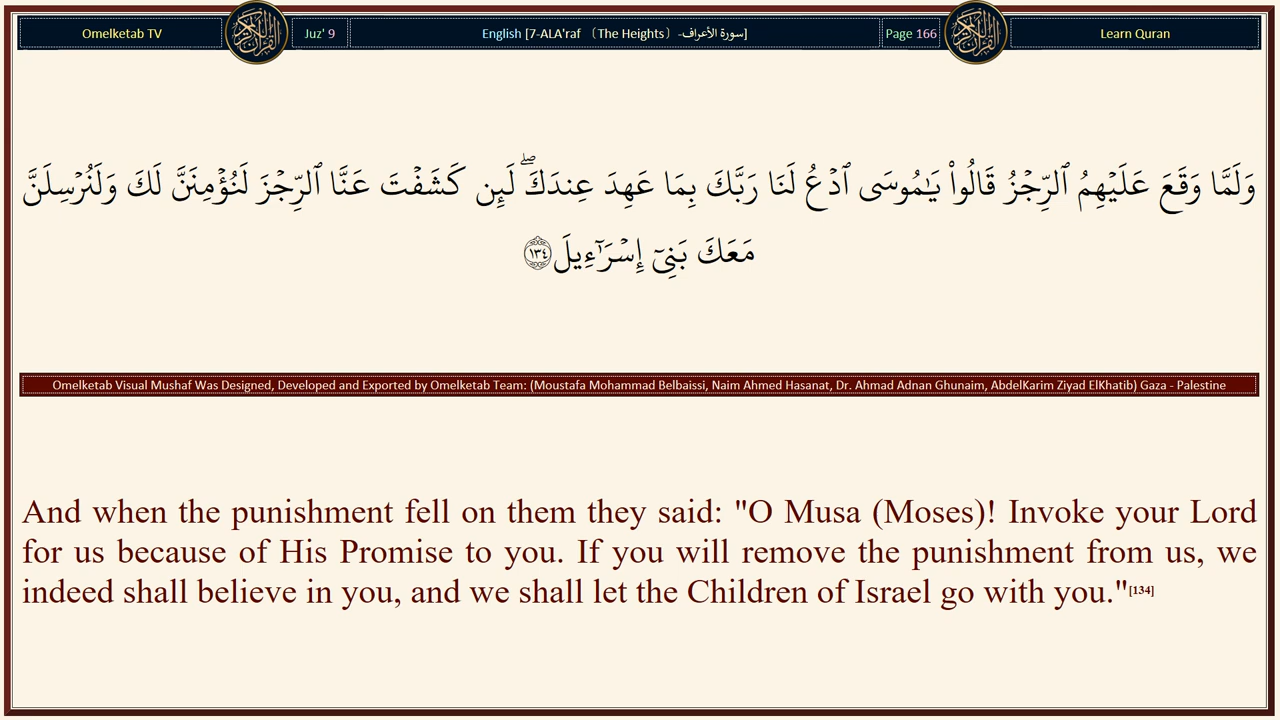 Omelketab TV
Juz' 9
English [7-ALA'raf （The Heights）-سورة الأعراف]
Page 166
Learn Quran
وَلَمَّا وَقَعَ عَلَيْهِمُ ٱلرِّجْزُ قَالُوا۟ يَـٰمُوسَى ٱدْعُ لَنَا رَبَّكَ بِمَا عَهِدَ عِندَكَ ۖ لَئِن كَشَفْتَ عَنَّا ٱلرِّجْزَ لَنُؤْمِنَنَّ لَكَ وَلَنُرْسِلَنَّ
مَعَكَ بَنِىٓ إِسْرَٰٓءِيلَ ١٣٤
Omelketab Visual Mushaf Was Designed, Developed and Exported by Omelketab Team: (Moustafa Mohammad Belbaissi, Naim Ahmed Hasanat, Dr. Ahmad Adnan Ghunaim, AbdelKarim Ziyad ElKhatib) Gaza - Palestine
And when the punishment fell on them they said: "O Musa (Moses)! Invoke your Lord
for us because of His Promise to you. If you will remove the punishment from us, we
indeed shall believe in you, and we shall let the Children of Israel go with you."[134]